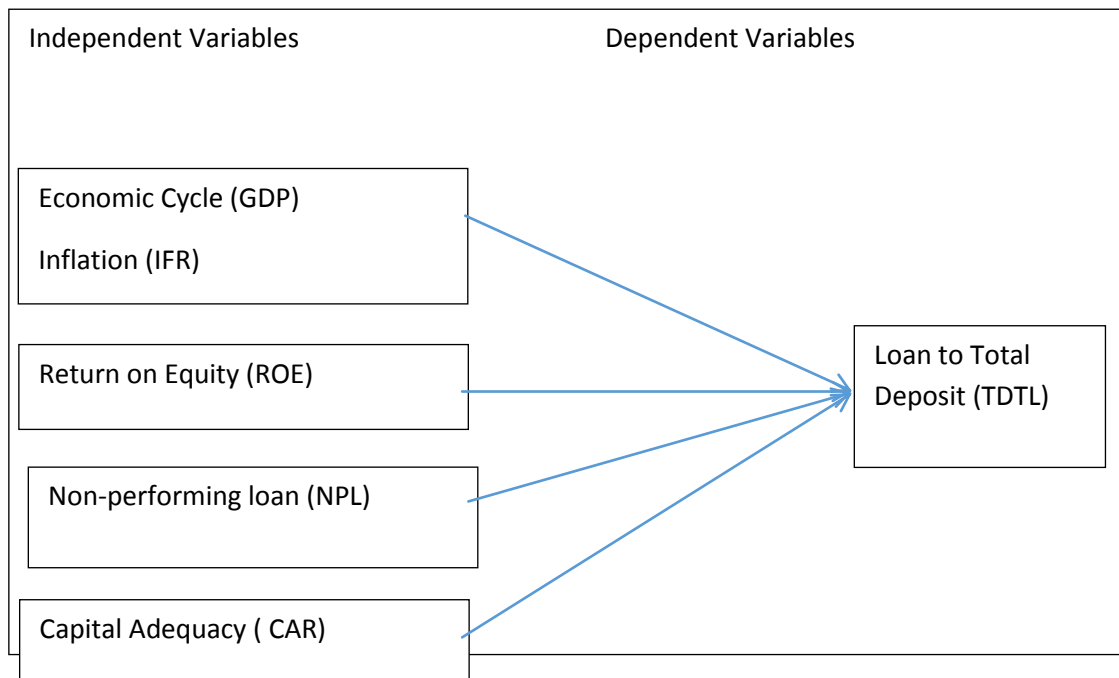 Independent Variables
Dependent Variables
Economic Cycle (GDP)
Inflation (IFR)
Return on Equity (ROE)
Loan to Total
Deposit (TDTL)
Non-performing loan (NPL)
Capital Adequacy ( CAR)